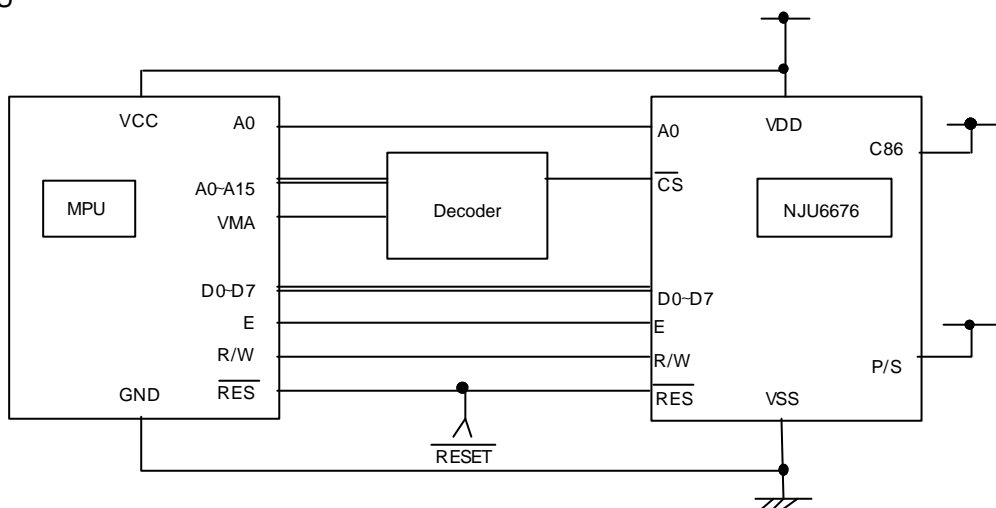 VCC
A0
A0~A15
MPU
VMA
D0~D7
E
R/W
GND
RES
RESET
Decoder
VDD
A0
C86
CS
NJU6676
D0~D7
E
R/W
P/S
RES
VSS